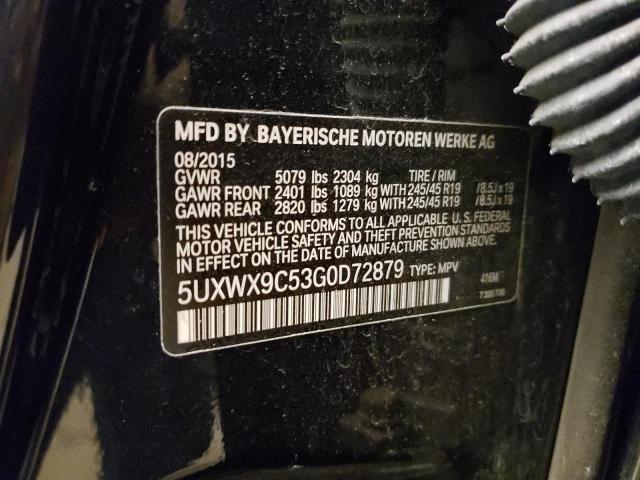 MFD BY BAYERISCHE MOTOREN WERKE AG
08/2015
GVWR 5079 lbs 2304 kg TIRE / RIM
GAWR FRONT 2401 lbs 1089 kg WITH 245/45 R19 / 8.5J x 19
GAWR REAR 2820 lbs 1279 kg WITH 245/45 R19 / 8.5J x 19
THIS VEHICLE CONFORMS TO ALL APPLICABLE U.S. FEDERAL
MOTOR VEHICLE SAFETY AND THEFT PREVENTION STANDARDS
IN EFFECT ON THE DATE OF MANUFACTURE SHOWN ABOVE.
5UXWX9C53G0D72879 TYPE: MPV 416M